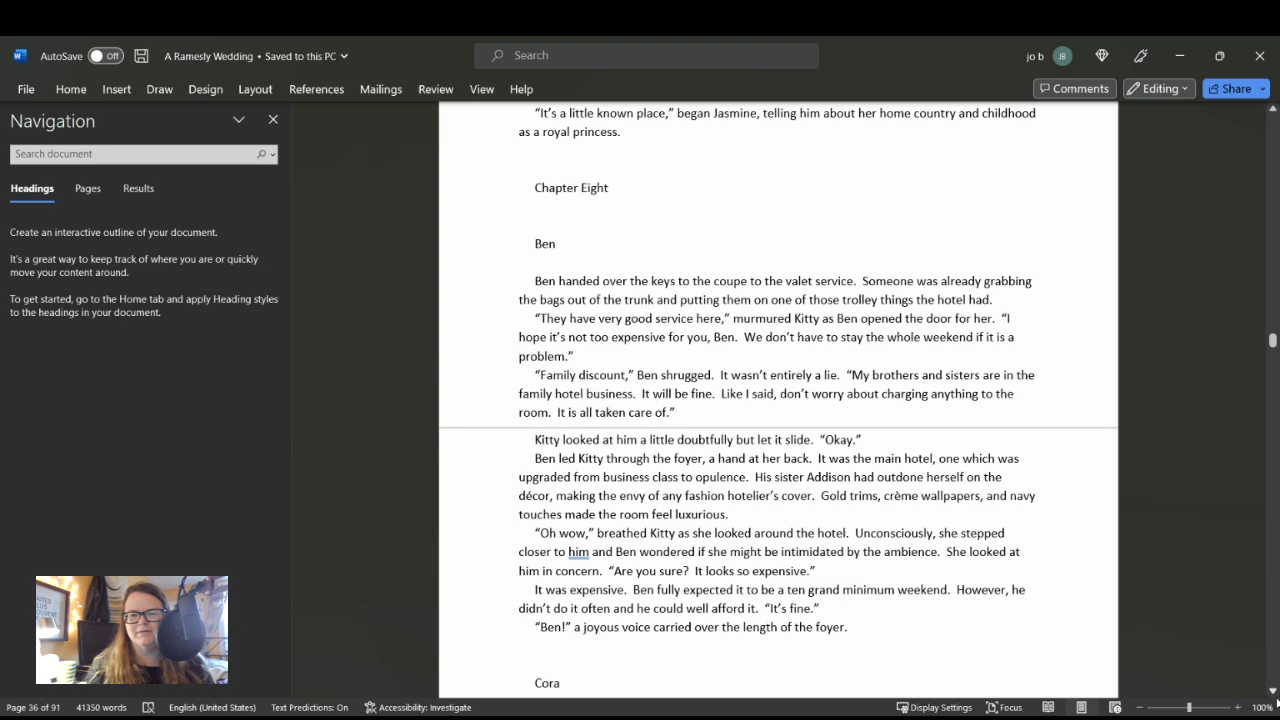 AutoSave Off A Ramesly Wedding • Saved to this PC Search jo b JB
File Home Insert Draw Design Layout References Mailings Review View Help Comments Editing Share
Navigation
Search document
Headings Pages Results
Create an interactive outline of your document.
It's a great way to keep track of where you are or quickly
move your content around.
To get started, go to the Home tab and apply Heading styles
to the headings in your document.
“It’s a little known place,” began Jasmine, telling him about her home country and childhood
as a royal princess.
Chapter Eight
Ben
Ben handed over the keys to the coupe to the valet service.  Someone was already grabbing
the bags out of the trunk and putting them on one of those trolley things the hotel had.
“They have very good service here,” murmured Kitty as Ben opened the door for her.  “I
hope it’s not too expensive for you, Ben.  We don’t have to stay the whole weekend if it is a
problem.”
“Family discount,” Ben shrugged.  It wasn’t entirely a lie.  “My brothers and sisters are in the
family hotel business.  It will be fine.  Like I said, don’t worry about charging anything to the
room.  It is all taken care of.”
Kitty looked at him a little doubtfully but let it slide.  “Okay.”
Ben led Kitty through the foyer, a hand at her back.  It was the main hotel, one which was
upgraded from business class to opulence.  His sister Addison had outdone herself on the
décor, making the envy of any fashion hotelier’s cover.  Gold trims, crème wallpapers, and navy
touches made the room feel luxurious.
“Oh wow,” breathed Kitty as she looked around the hotel.  Unconsciously, she stepped
closer to him and Ben wondered if she might be intimidated by the ambience.  She looked at
him in concern.  “Are you sure?  It looks so expensive.”
It was expensive.  Ben fully expected it to be a ten grand minimum weekend.  However, he
didn’t do it often and he could well afford it.  “It’s fine.”
“Ben!” a joyous voice carried over the length of the foyer.
Cora
Page 36 of 91 41350 words English (United States) Text Predictions: On Accessibility: Investigate Display Settings Focus 100%